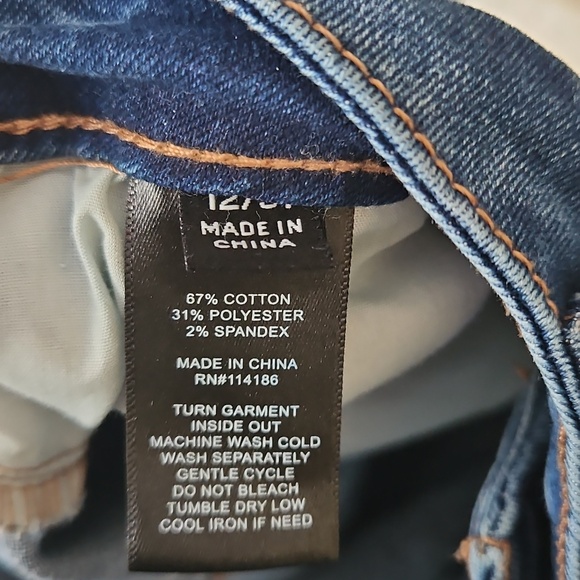 MADE IN
CHINA
67% COTTON
31% POLYESTER
2% SPANDEX
MADE IN CHINA
RN#114186
TURN GARMENT
INSIDE OUT
MACHINE WASH COLD
WASH SEPARATELY
GENTLE CYCLE
DO NOT BLEACH
TUMBLE DRY LOW
COOL IRON IF NEED